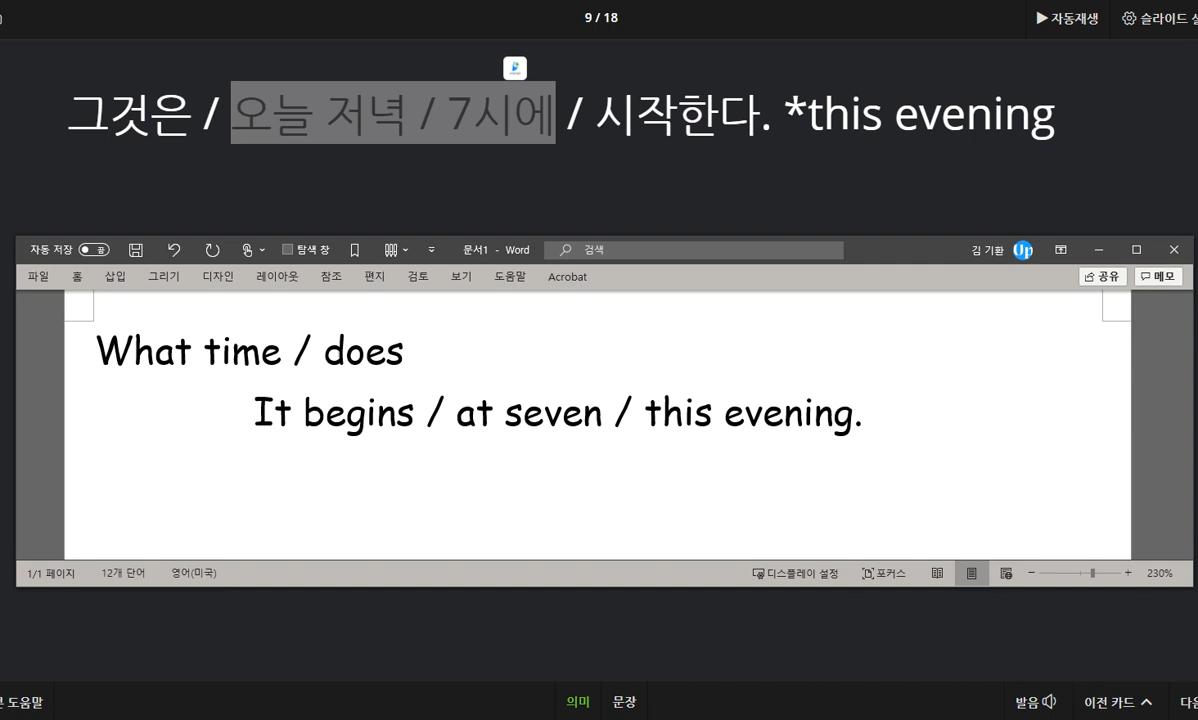 9 / 18
▶ 자동재생
슬라이드
그것은 / 오늘 저녁 / 7시에 / 시작한다. *this evening
자동 저장 끔 탐색 창 문서1 - Word 검색 김 기환 Up
파일 홈 삽입 그리기 디자인 레이아웃 참조 편지 검토 보기 도움말 Acrobat 공유 메모
What time / does
It begins / at seven / this evening.
1/1 페이지 12개 단어 영어(미국) 디스플레이 설정 포커스 − + 230%
도움말 의미 문장 발음 이전 카드